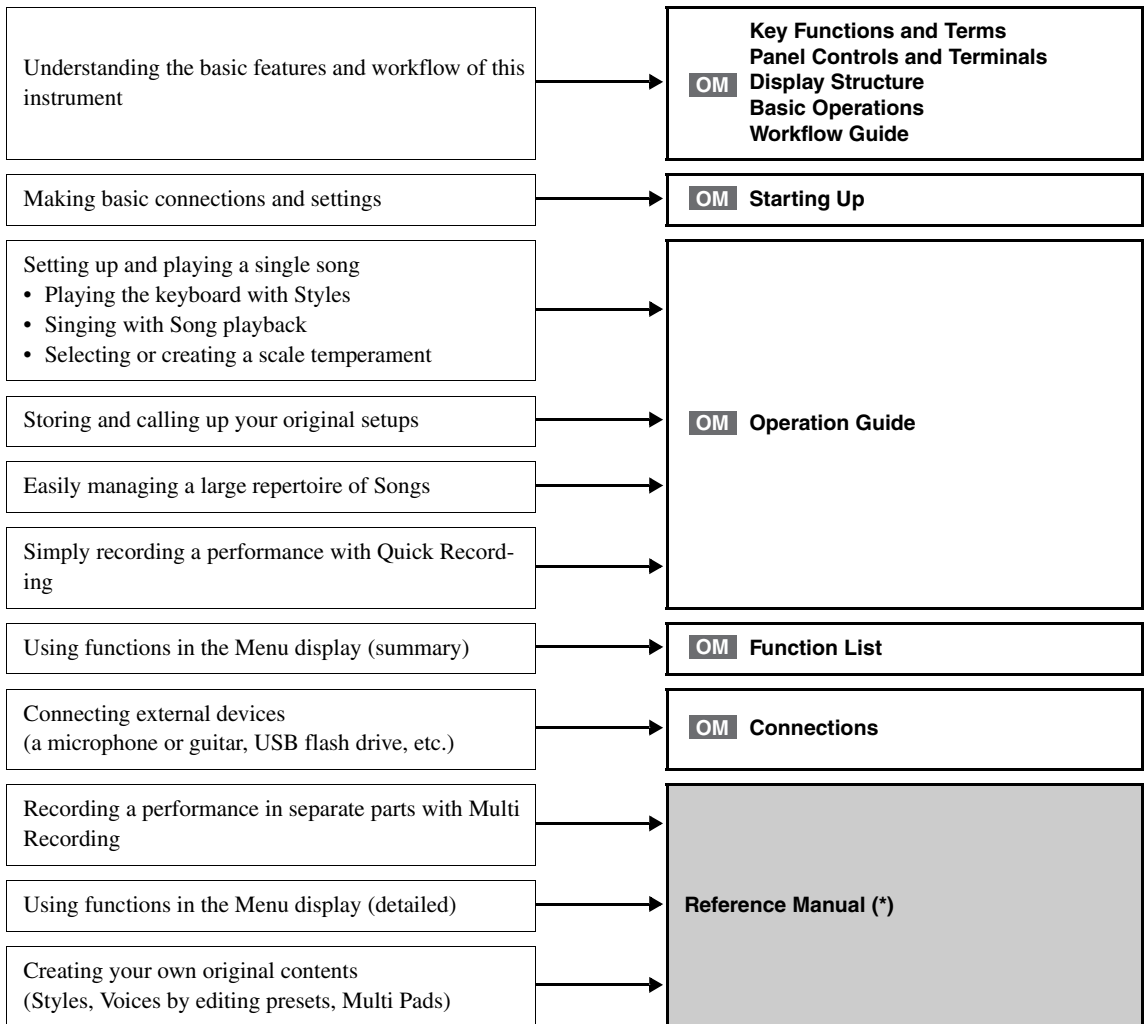 Understanding the basic features and workflow of this
instrument
OM
Key Functions and Terms
Panel Controls and Terminals
Display Structure
Basic Operations
Workflow Guide
Making basic connections and settings
OM Starting Up
Setting up and playing a single song
• Playing the keyboard with Styles
• Singing with Song playback
• Selecting or creating a scale temperament
Storing and calling up your original setups
Easily managing a large repertoire of Songs
Simply recording a performance with Quick Record-
ing
OM Operation Guide
Using functions in the Menu display (summary)
OM Function List
Connecting external devices
(a microphone or guitar, USB flash drive, etc.)
OM Connections
Recording a performance in separate parts with Multi
Recording
Using functions in the Menu display (detailed)
Creating your own original contents
(Styles, Voices by editing presets, Multi Pads)
Reference Manual (*)